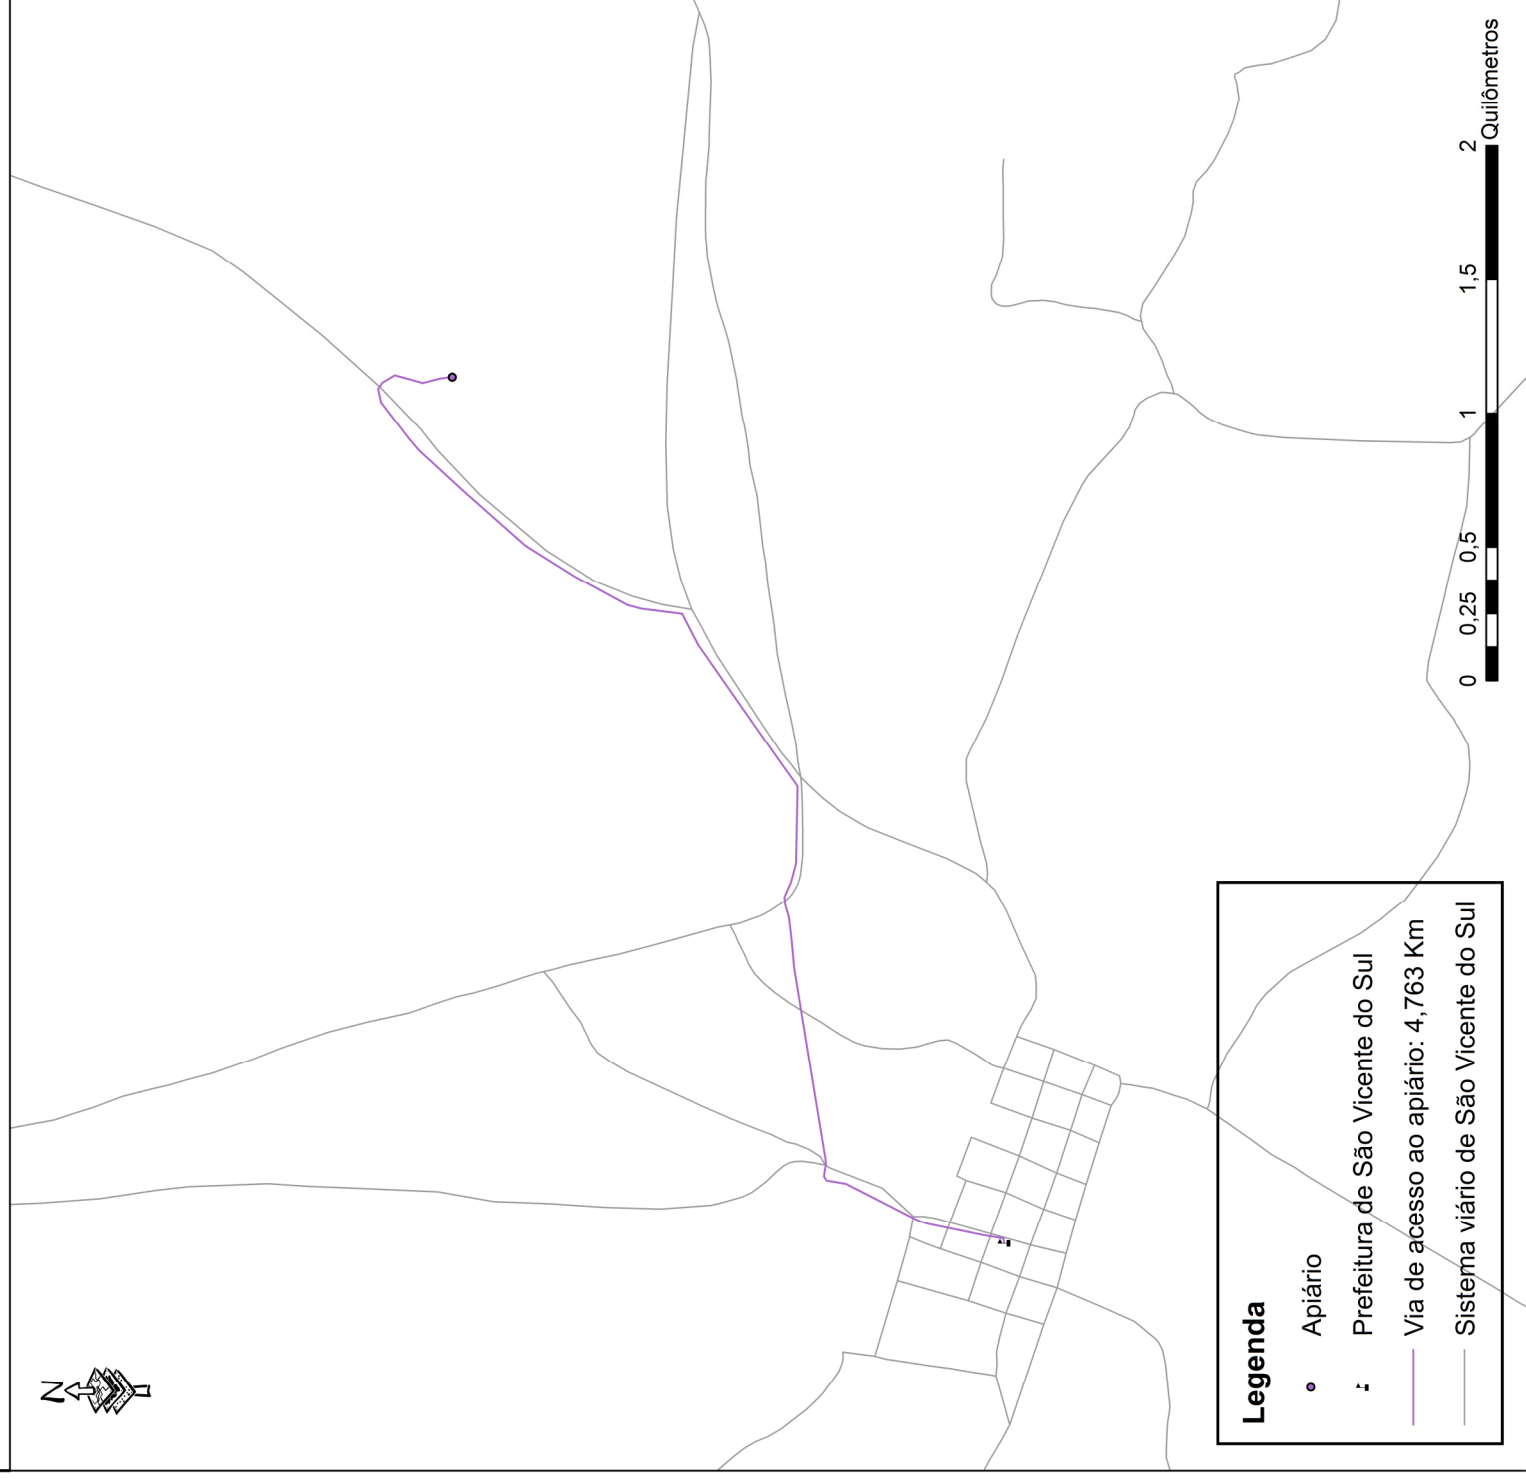 N
Legenda
Apiário
Prefeitura de São Vicente do Sul
Via de acesso ao apiário: 4,763 Km
Sistema viário de São Vicente do Sul
0 0,25 0,5 1 1,5 2
Quilômetros